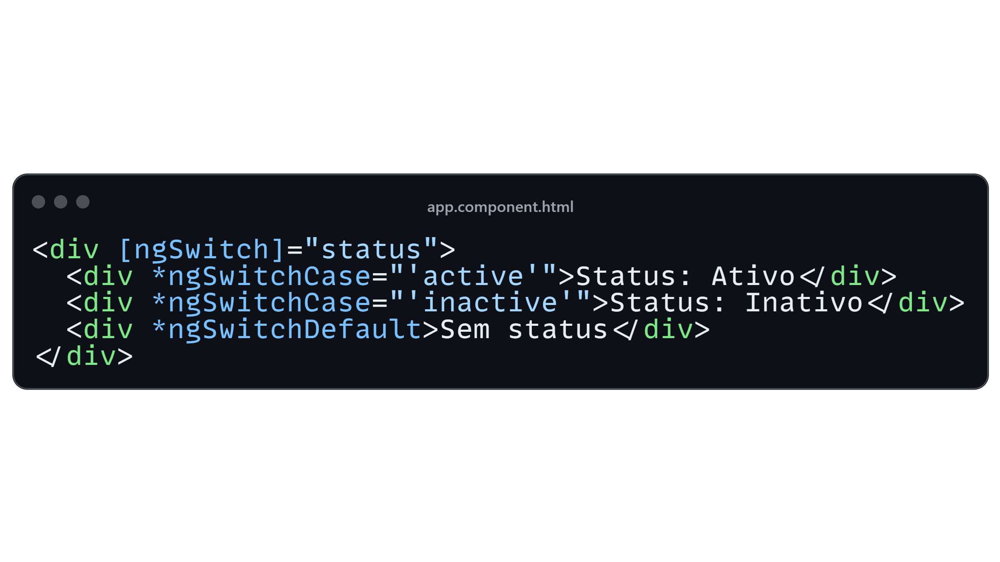 app.component.html
<div [ngSwitch]="status">
  <div *ngSwitchCase="'active'">Status: Ativo</div>
  <div *ngSwitchCase="'inactive'">Status: Inativo</div>
  <div *ngSwitchDefault>Sem status</div>
</div>